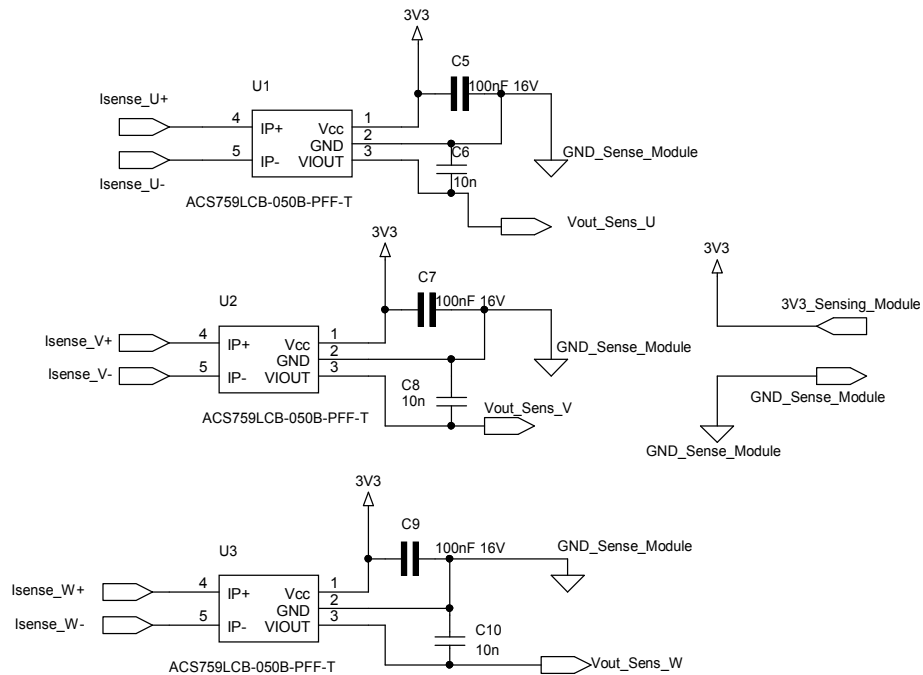 3V3
C5
100nF 16V
U1
Isense_U+
4
IP+
Vcc
1
GND
2
5
IP-
VIOUT
3
C6
10n
Isense_U-
GND_Sense_Module
ACS759LCB-050B-PFF-T
Vout_Sens_U
3V3
C7
100nF 16V
U2
Isense_V+
4
IP+
Vcc
1
GND
2
Isense_V-
5
IP-
VIOUT
3
GND_Sense_Module
C8
10n
ACS759LCB-050B-PFF-T
Vout_Sens_V
3V3
3V3_Sensing_Module
GND_Sense_Module
GND_Sense_Module
3V3
C9
100nF 16V
GND_Sense_Module
U3
Isense_W+
4
IP+
Vcc
1
GND
2
Isense_W-
5
IP-
VIOUT
3
C10
10n
ACS759LCB-050B-PFF-T
Vout_Sens_W